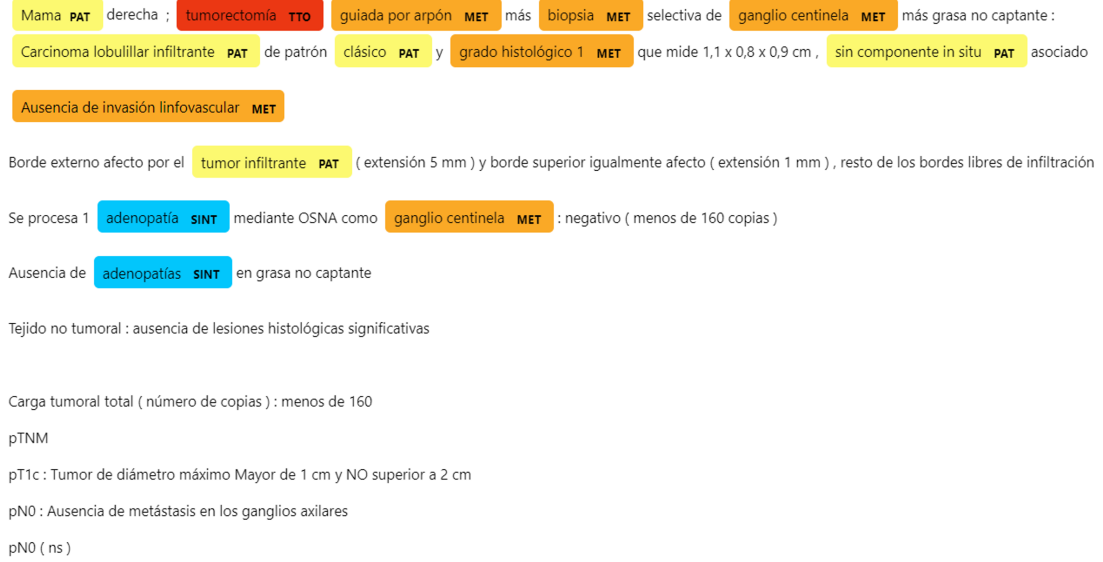 Mama PAT derecha ; tumorectomía TTO guiada por arpón MET más biopsia MET selectiva de ganglio centinela MET más grasa no captante :
Carcinoma lobulillar infiltrante PAT de patrón clásico PAT y grado histológico 1 MET que mide 1,1 x 0,8 x 0,9 cm , sin componente in situ PAT asociado
Ausencia de invasión linfovascular MET
Borde externo afecto por el tumor infiltrante PAT ( extensión 5 mm ) y borde superior igualmente afecto ( extensión 1 mm ) , resto de los bordes libres de infiltración
Se procesa 1 adenopatía SINT mediante OSNA como ganglio centinela MET : negativo ( menos de 160 copias )
Ausencia de adenopatías SINT en grasa no captante
Tejido no tumoral : ausencia de lesiones histológicas significativas
Carga tumoral total ( número de copias ) : menos de 160
pTNM
pT1c : Tumor de diámetro máximo Mayor de 1 cm y NO superior a 2 cm
pN0 : Ausencia de metástasis en los ganglios axilares
pN0 ( ns )